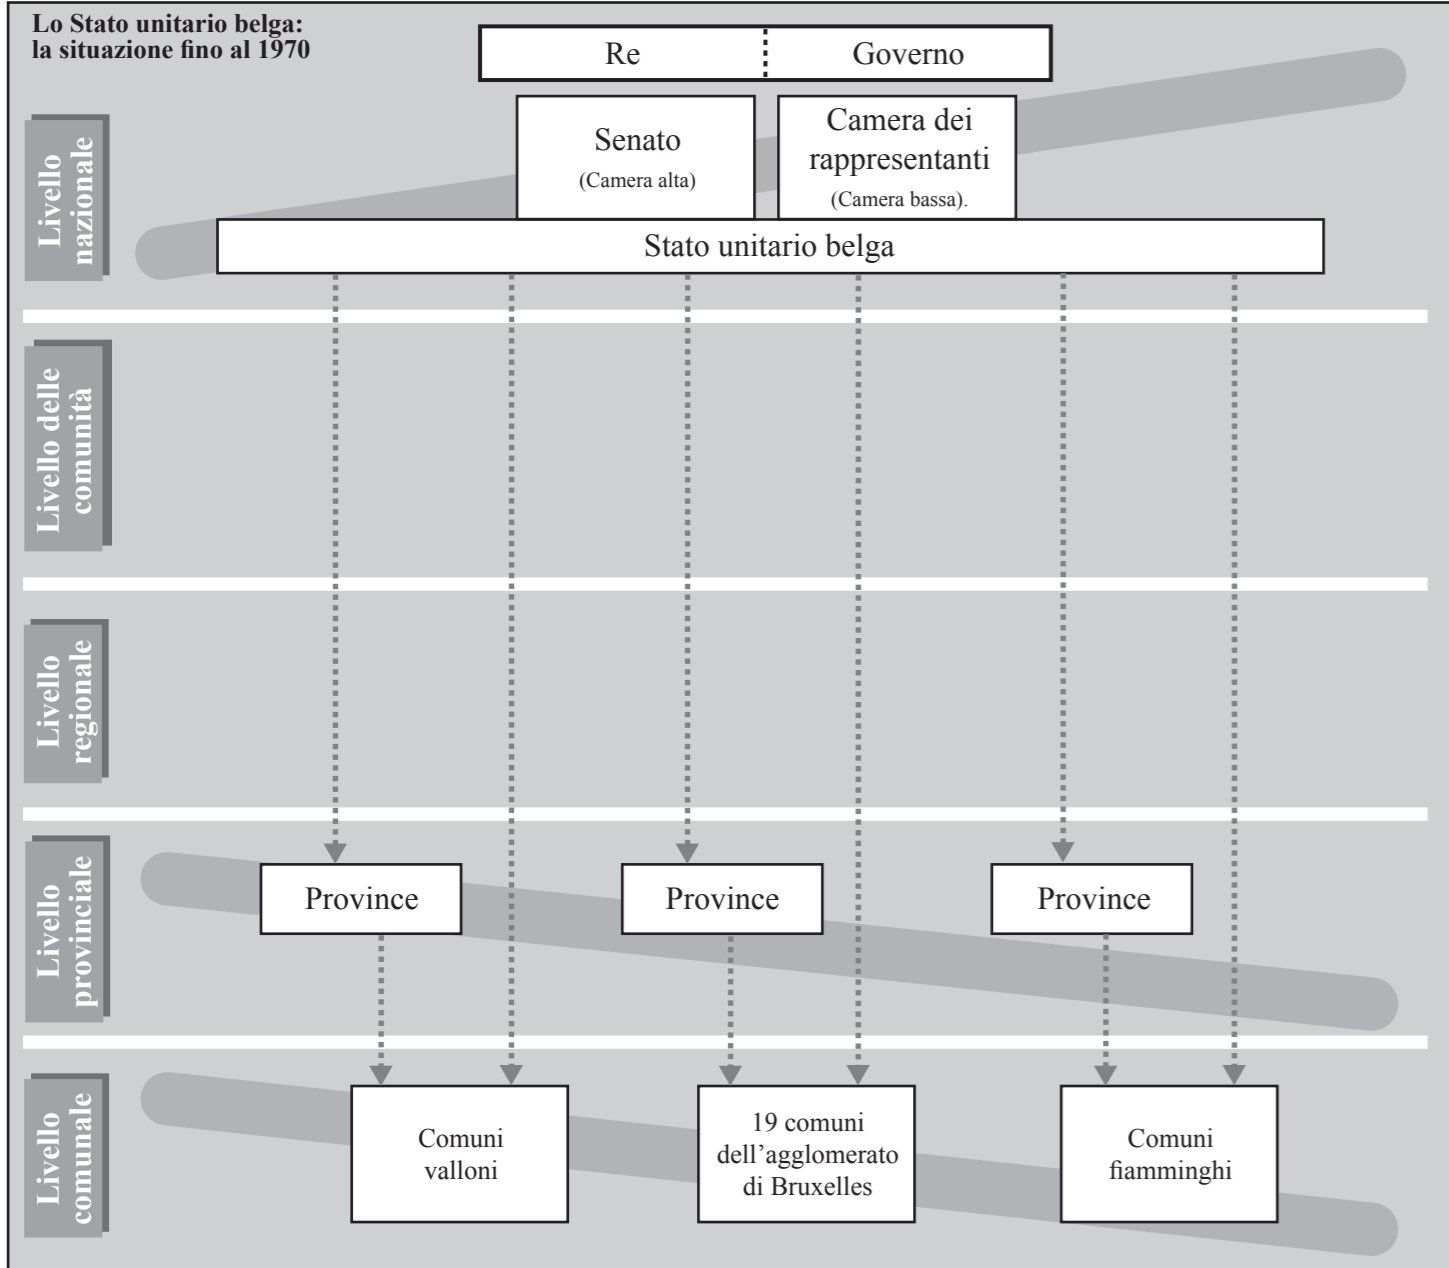 Lo Stato unitario belga:
la situazione fino al 1970
Re
Governo
Livello
nazionale
Senato
(Camera alta)
Camera dei
rappresentanti
(Camera bassa).
Stato unitario belga
Livello delle
comunità
Livello
regionale
Livello
provinciale
Province
Province
Province
Livello
comunale
Comuni
valloni
19 comuni
dell’agglomerato
di Bruxelles
Comuni
fiamminghi